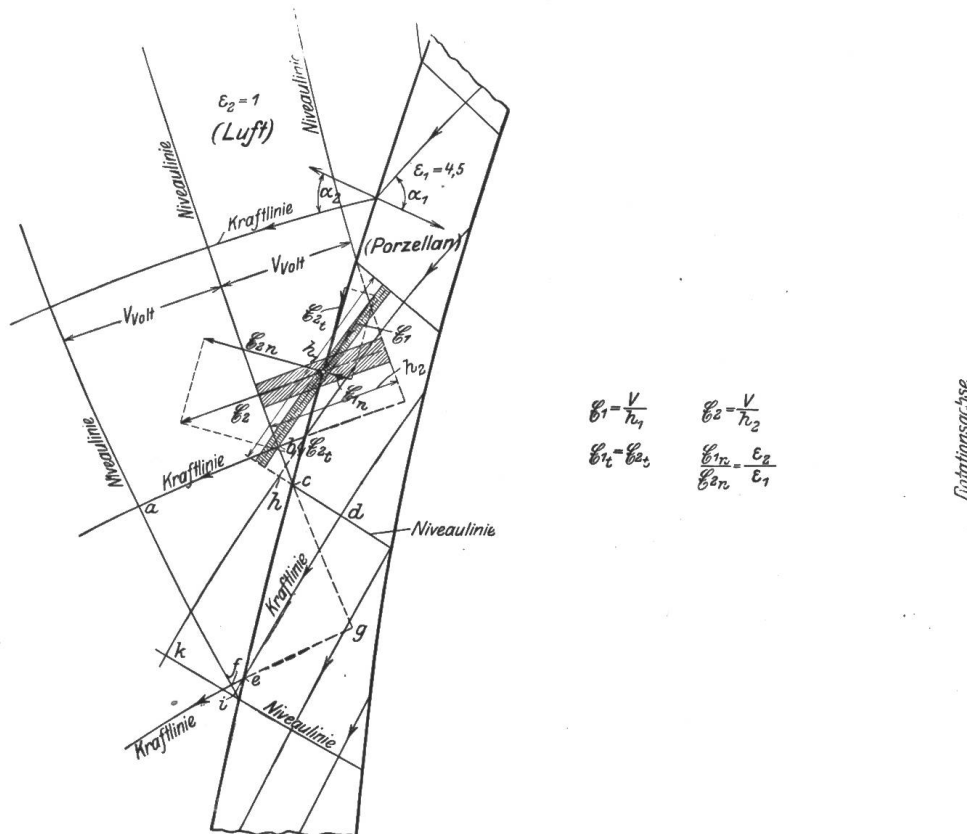 ε₂=1
(Luft)
Niveaulinie
Niveaulinie
Niveaulinie
ε₁=4,5
α₂
α₁
Kraftlinie
(Porzellan)
V Volt
V Volt
𝔈₂t
𝔈₁
𝔈₂n
h₁
h₂
𝔈₂
𝔈₁n
b
𝔈₂t
Kraftlinie
a
h
c
d
Niveaulinie
Kraftlinie
g
k
f
e
i
Niveaulinie
Kraftlinie
𝔈₁=V/h₁ 𝔈₂=V/h₂
𝔈₁t=𝔈₂t 𝔈₁n/𝔈₂n=ε₂/ε₁
Rotationsachse